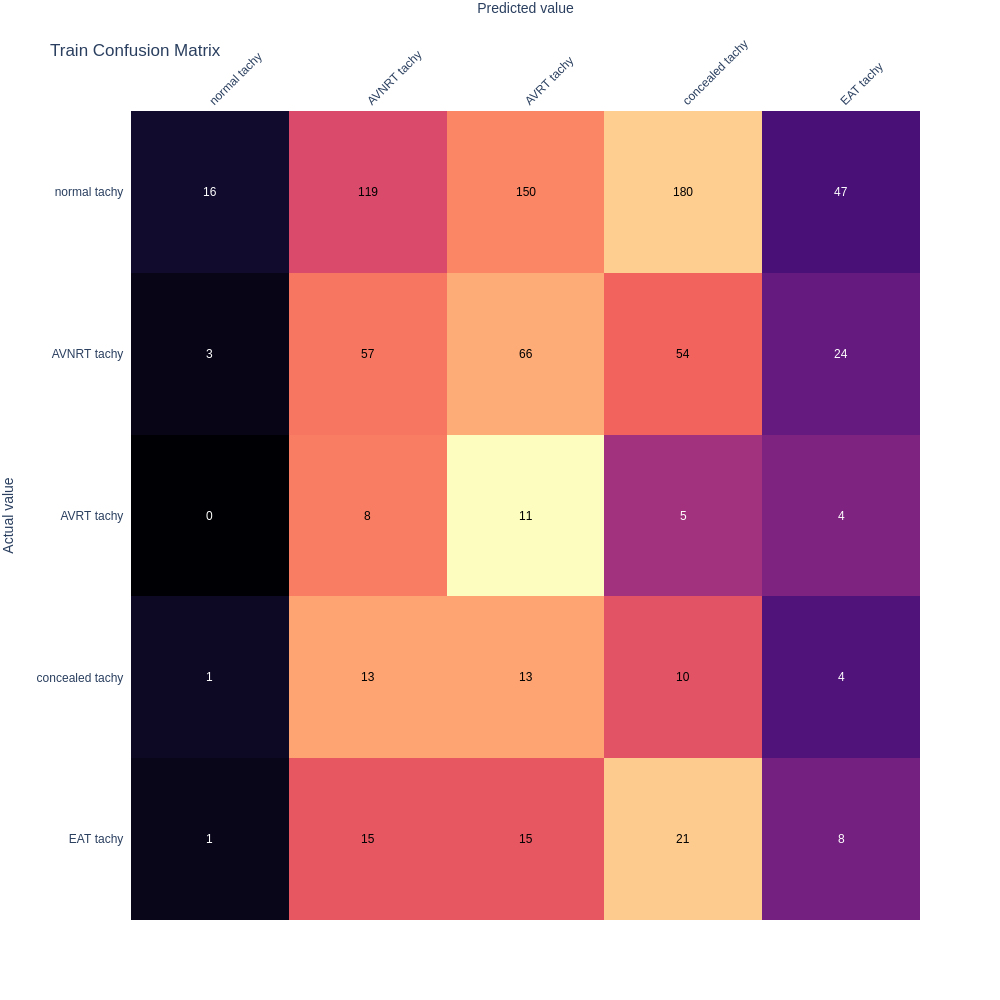 Predicted value
Train Confusion Matrix
normal tachy
AVNRT tachy
AVRT tachy
concealed tachy
EAT tachy
Actual value
normal tachy 16 119 150 180 47
AVNRT tachy 3 57 66 54 24
AVRT tachy 0 8 11 5 4
concealed tachy 1 13 13 10 4
EAT tachy 1 15 15 21 8